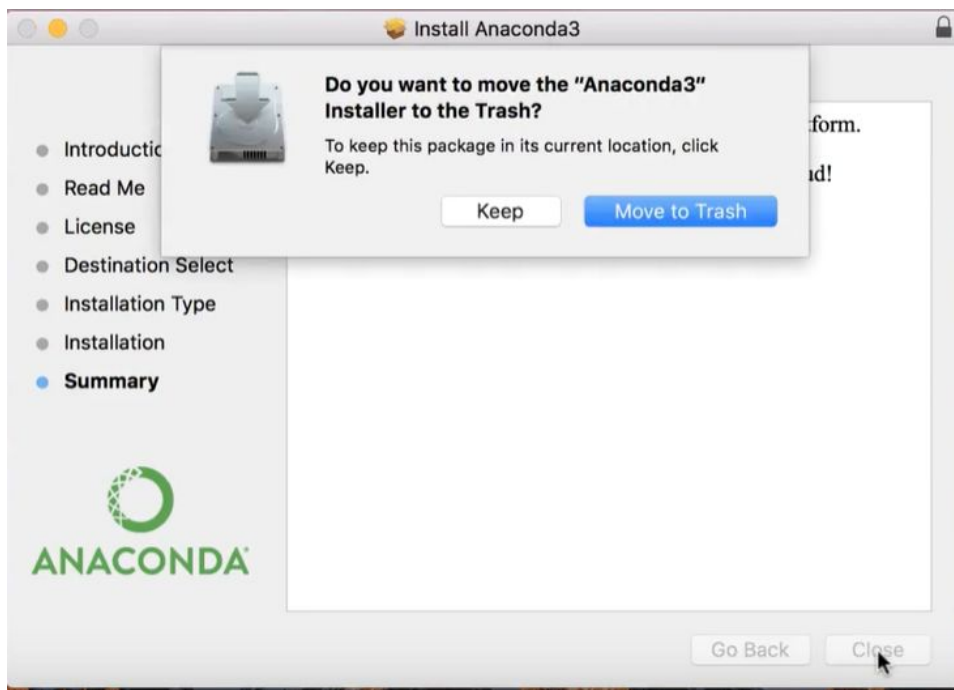 Install Anaconda3
Do you want to move the “Anaconda3”
Installer to the Trash?
To keep this package in its current location, click
Keep.
Keep
Move to Trash
Introductic
Read Me
License
Destination Select
Installation Type
Installation
Summary
ANACONDA
Go Back
Close